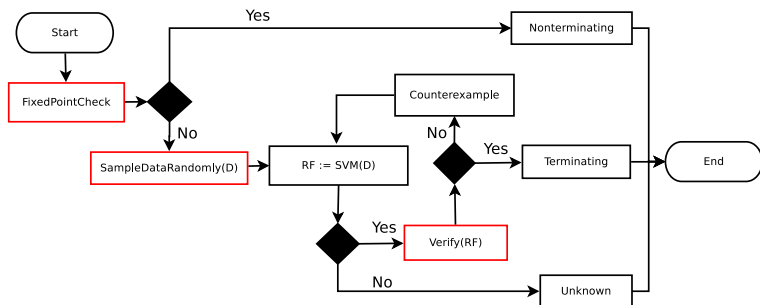 Yes
Nonterminating
Start
FixedPointCheck
Counterexample
No
No
Yes
SampleDataRandomly(D)
RF := SVM(D)
Terminating
End
Yes
Verify(RF)
No
Unknown